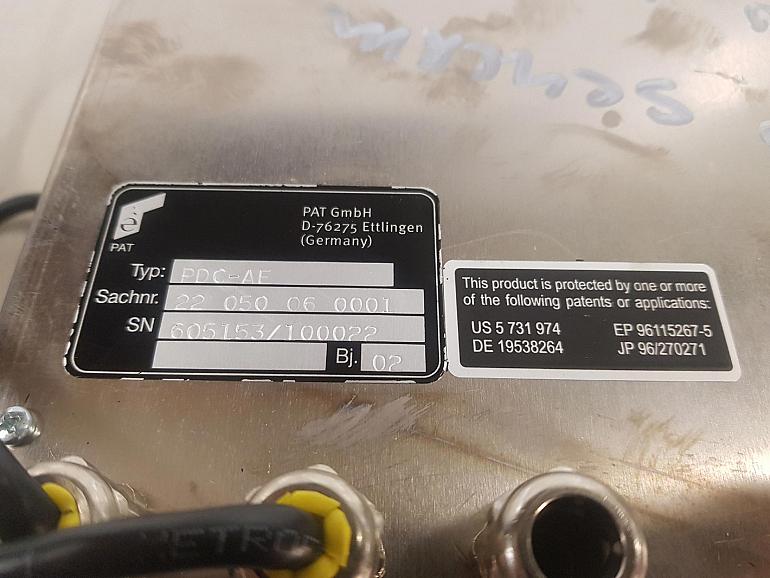 PAT
PAT GmbH
D-76275 Ettlingen
(Germany)
Typ: PDC-AE
Sachnr. 22 050 06 0001
SN 605153/100022
Bj. 02
This product is protected by one or more
of the following patents or applications:
US 5 731 974 EP 96115267-5
DE 19538264 JP 96/270271